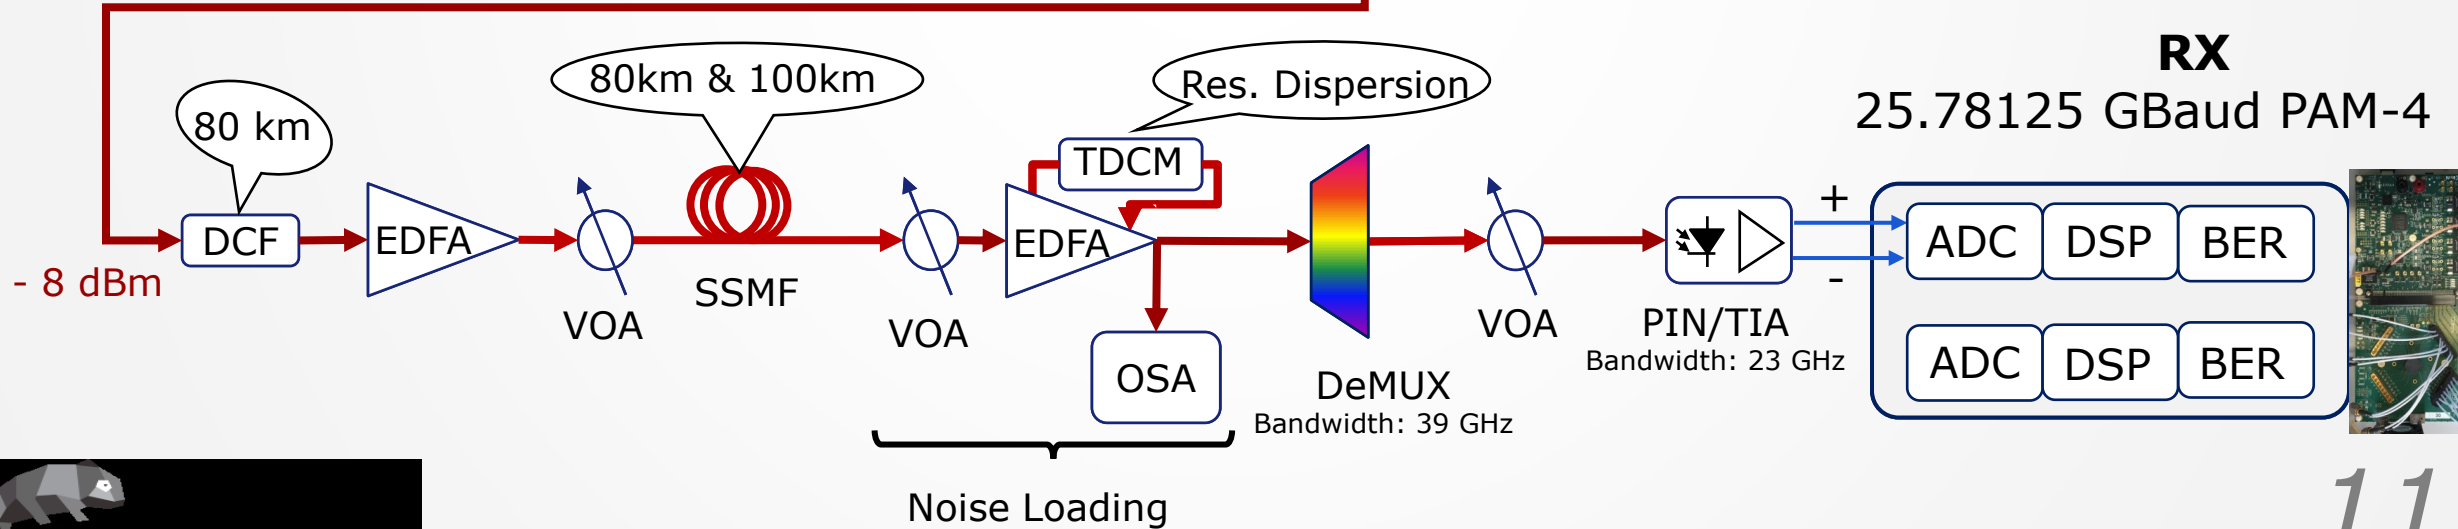 RX
25.78125 GBaud PAM-4
80km & 100km
Res. Dispersion
80 km
TDCM
DCF
EDFA
EDFA
+
-
ADC
DSP
BER
- 8 dBm
SSMF
VOA
VOA
VOA
PIN/TIA
Bandwidth: 23 GHz
ADC
DSP
BER
OSA
DeMUX
Bandwidth: 39 GHz
Noise Loading
11